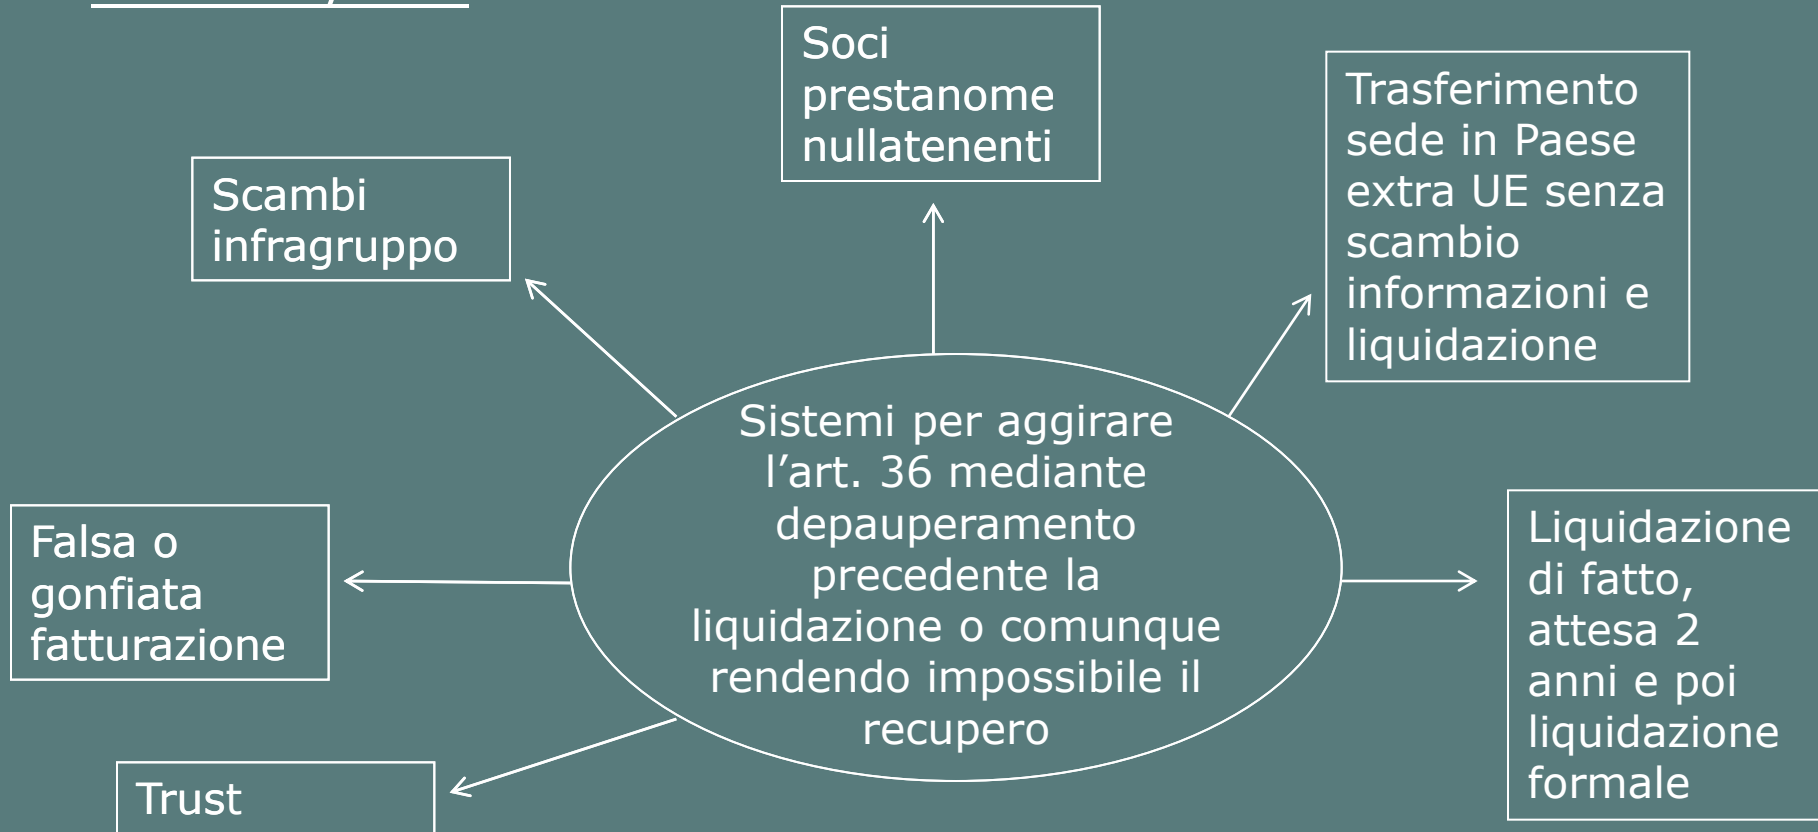 Soci
prestanome
nullatenenti
Trasferimento
sede in Paese
extra UE senza
scambio
informazioni e
liquidazione
Scambi
infragruppo
Sistemi per aggirare
l’art. 36 mediante
depauperamento
precedente la
liquidazione o comunque
rendendo impossibile il
recupero
Falsa o
gonfiata
fatturazione
Liquidazione
di fatto,
attesa 2
anni e poi
liquidazione
formale
Trust